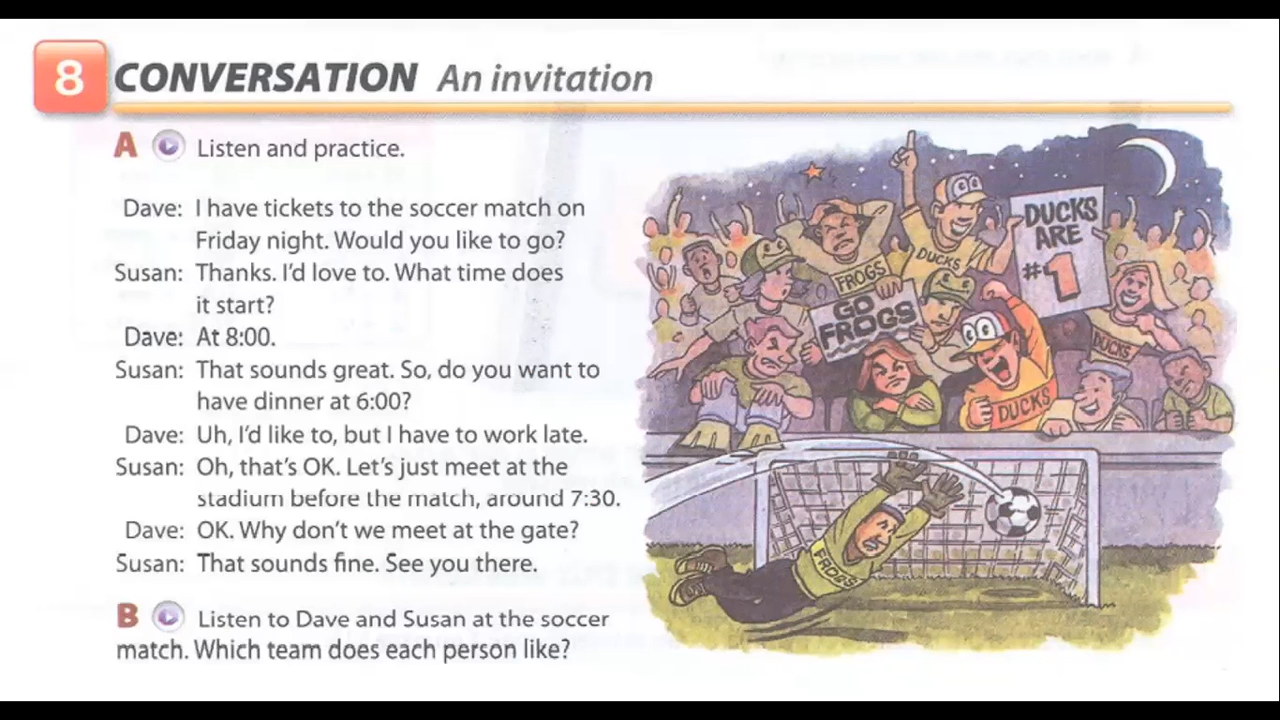 8 CONVERSATION An invitation
A Listen and practice.
Dave: I have tickets to the soccer match on
Friday night. Would you like to go?
Susan: Thanks. I'd love to. What time does
it start?
Dave: At 8:00.
Susan: That sounds great. So, do you want to
have dinner at 6:00?
Dave: Uh, I'd like to, but I have to work late.
Susan: Oh, that's OK. Let's just meet at the
stadium before the match, around 7:30.
Dave: OK. Why don't we meet at the gate?
Susan: That sounds fine. See you there.
B Listen to Dave and Susan at the soccer
match. Which team does each person like?
DUCKS
ARE
#1
DUCKS
FROGS
GO
FROGS
DUCKS
DUCKS
FROGS